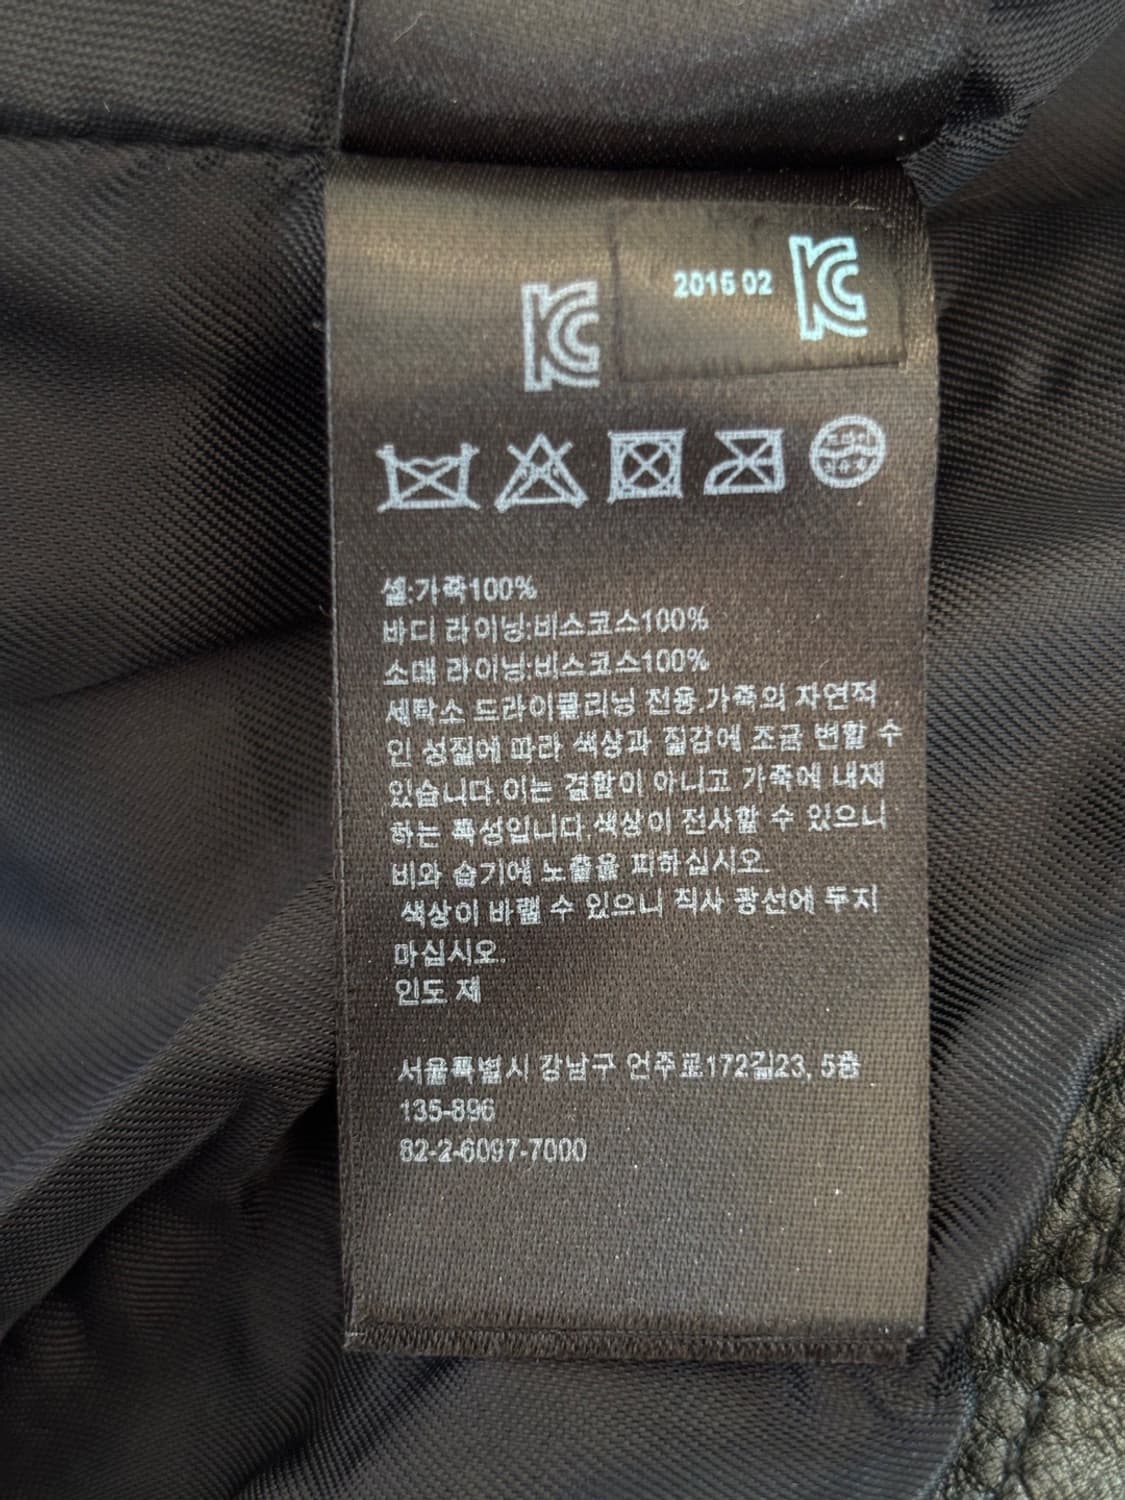 2015 02
셸:가죽100%
바디 라이닝:비스코스100%
소매 라이닝:비스코스100%
세탁소 드라이클리닝 전용.가죽의 자연적
인 성질에 따라 색상과 질감에 조금 변할 수
있습니다.이는 결함이 아니고 가죽에 내재
하는 특성입니다.색상이 전사할 수 있으니
비와 습기에 노출을 피하십시오.
색상이 바랠 수 있으니 직사 광선에 두지
마십시오.
인도 제
서울특별시 강남구 언주로172길23, 5층
135-896
82-2-6097-7000